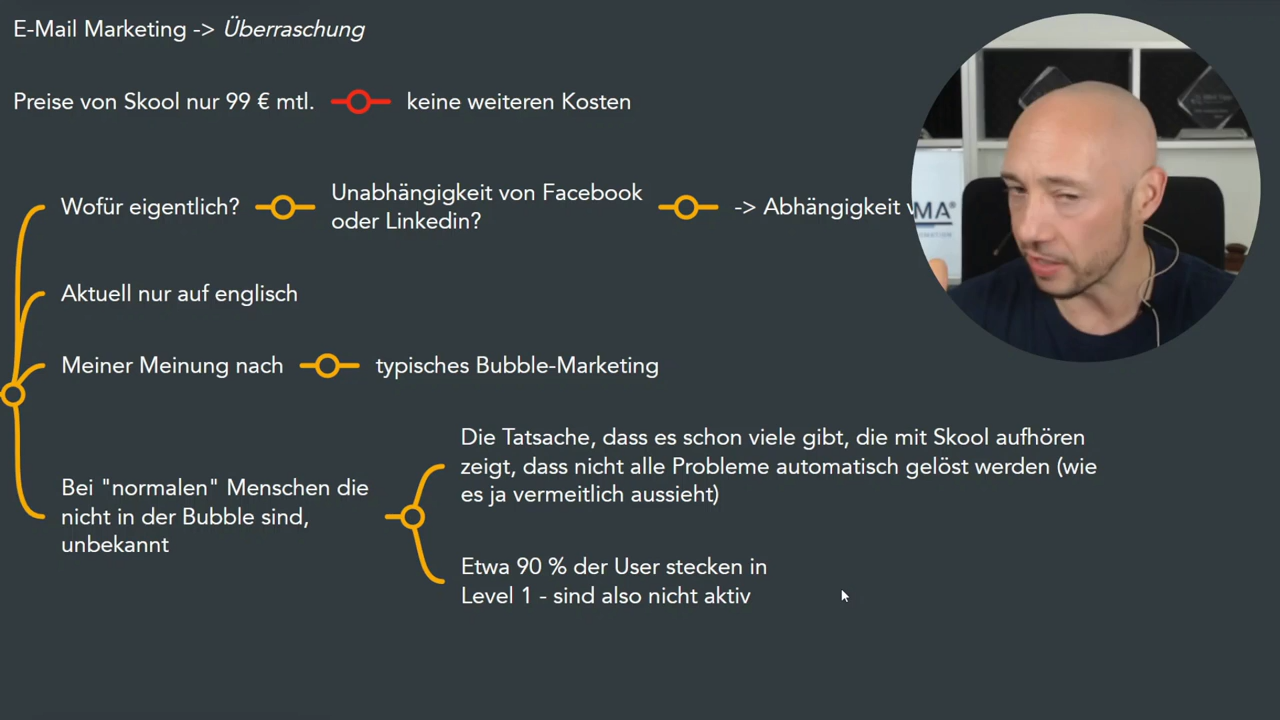 E-Mail Marketing -> Überraschung
Preise von Skool nur 99 € mtl.
keine weiteren Kosten
Wofür eigentlich?
Unabhängigkeit von Facebook
oder Linkedin?
-> Abhängigkeit
MA®
Aktuell nur auf englisch
Meiner Meinung nach
typisches Bubble-Marketing
Bei "normalen" Menschen die
nicht in der Bubble sind,
unbekannt
Die Tatsache, dass es schon viele gibt, die mit Skool aufhören
zeigt, dass nicht alle Probleme automatisch gelöst werden (wie
es ja vermeitlich aussieht)
Etwa 90 % der User stecken in
Level 1 - sind also nicht aktiv